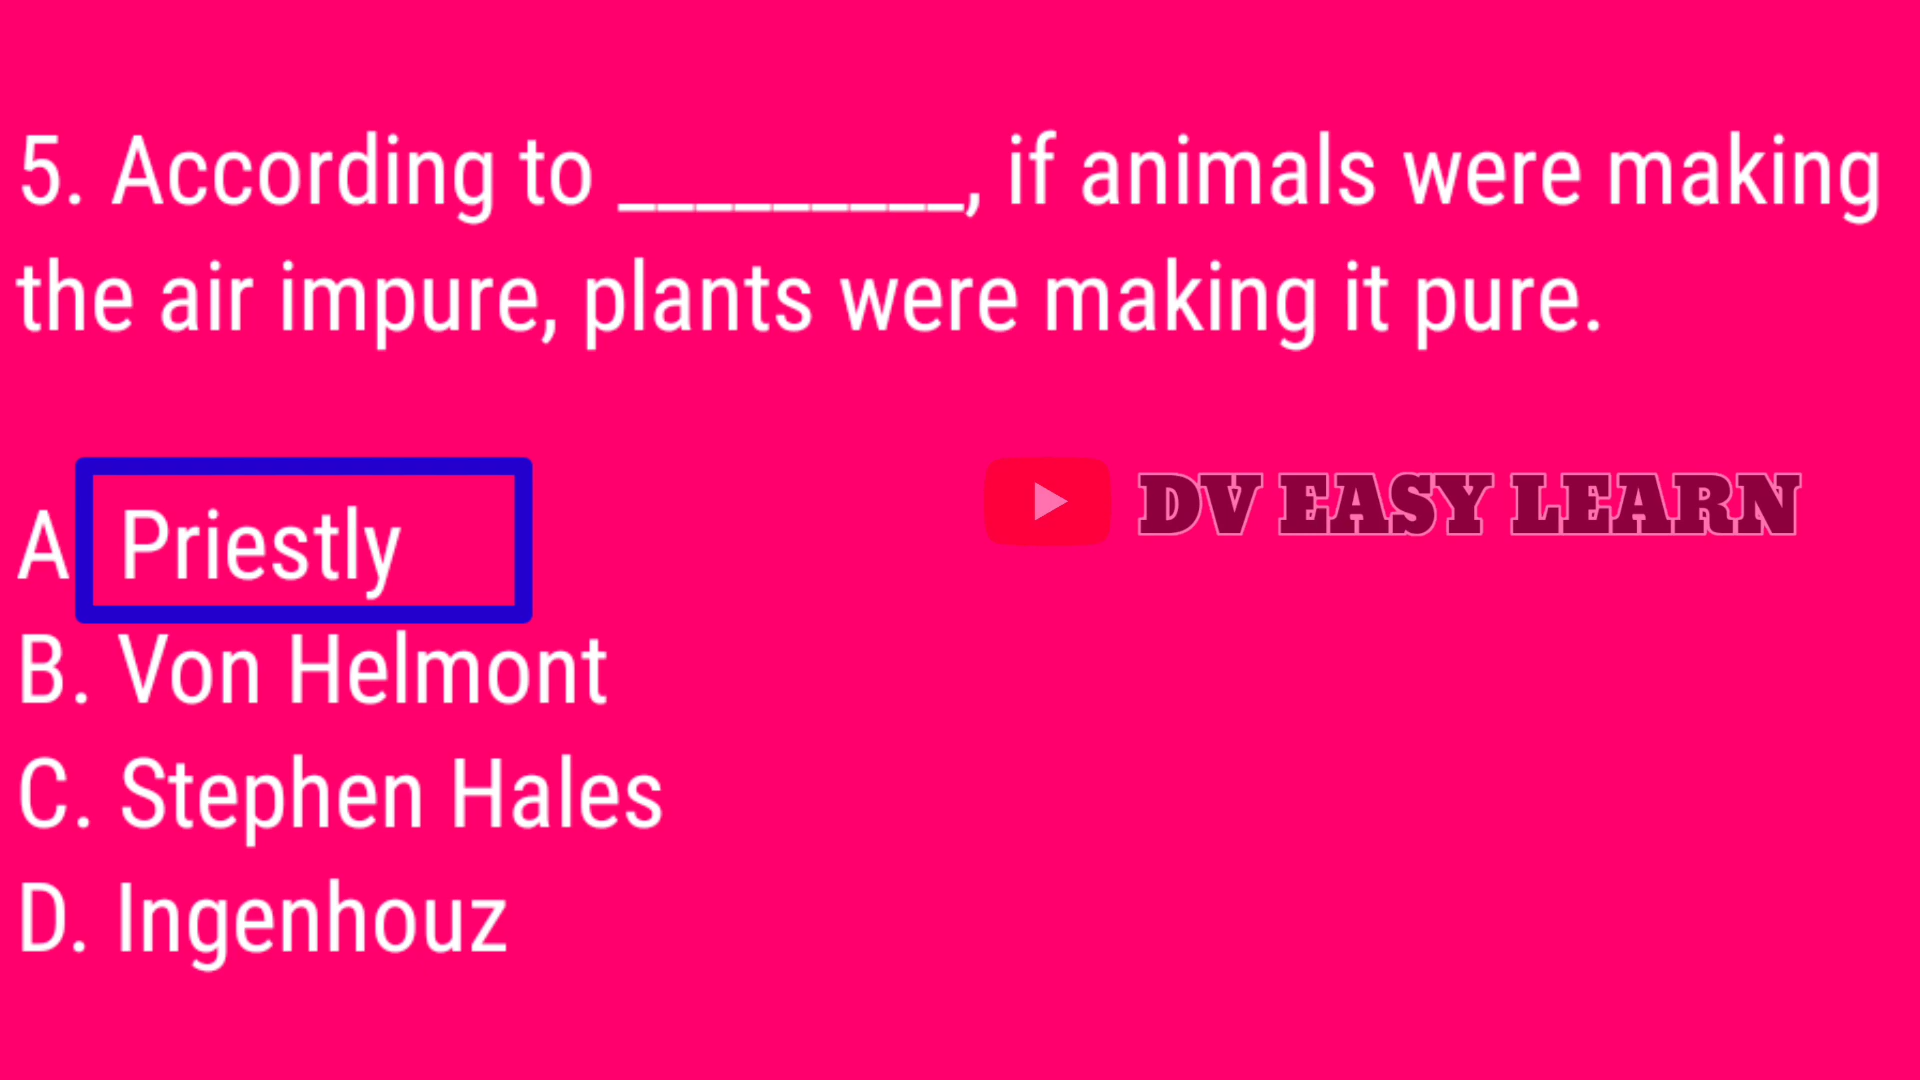 5. According to _________, if animals were making
the air impure, plants were making it pure.
A Priestly
DV EASY LEARN
B. Von Helmont
C. Stephen Hales
D. Ingenhouz